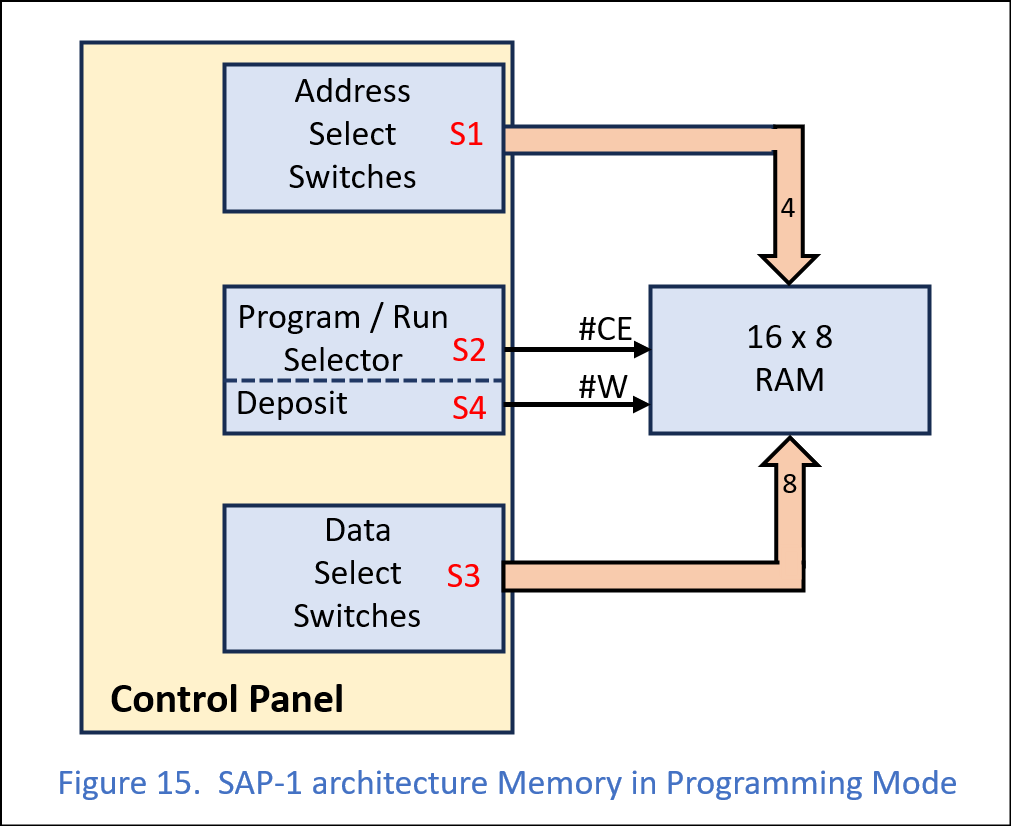 Address
Select S1
Switches
4
Program / Run
Selector S2
#CE
Deposit S4
#W
16 x 8
RAM
8
Data
Select S3
Switches
Control Panel
Figure 15. SAP-1 architecture Memory in Programming Mode